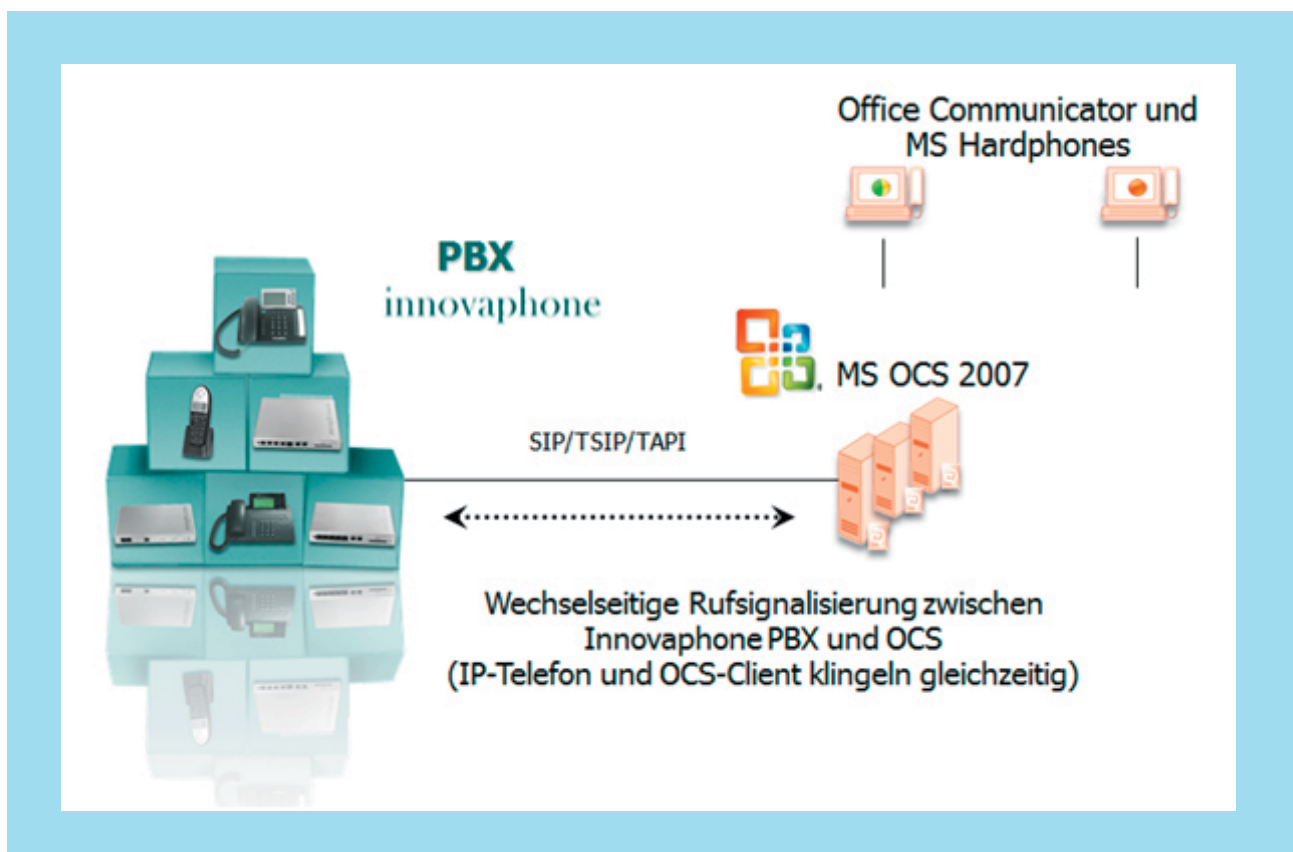 Office Communicator und
MS Hardphones
PBX
innovaphone
MS OCS 2007
SIP/TSIP/TAPI
Wechselseitige Rufsignalisierung zwischen
Innovaphone PBX und OCS
(IP-Telefon und OCS-Client klingeln gleichzeitig)